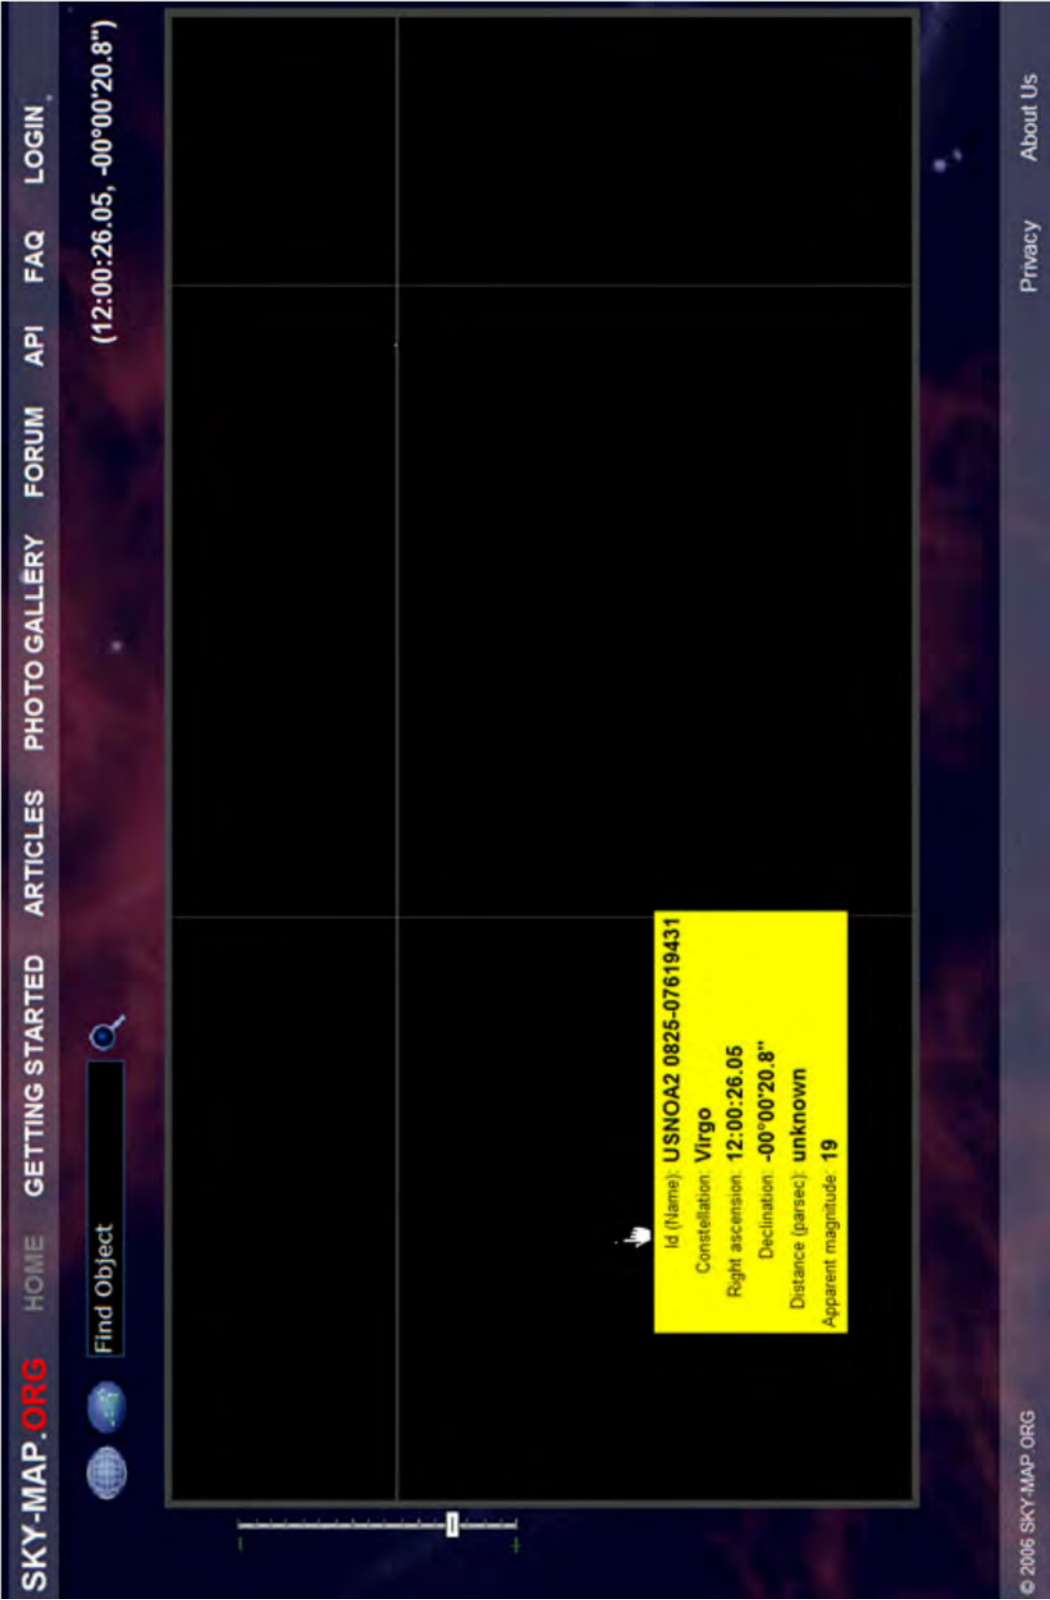 SKY-MAP.ORG HOME GETTING STARTED ARTICLES PHOTO GALLERY FORUM API FAQ LOGIN
Find Object (12:00:26.05, -00°00'20.8")
Id (Name): USNOA2 0825-07619431
Constellation: Virgo
Right ascension: 12:00:26.05
Declination: -00°00'20.8"
Distance (parsec): unknown
Apparent magnitude: 19
© 2006 SKY-MAP.ORG Privacy About Us